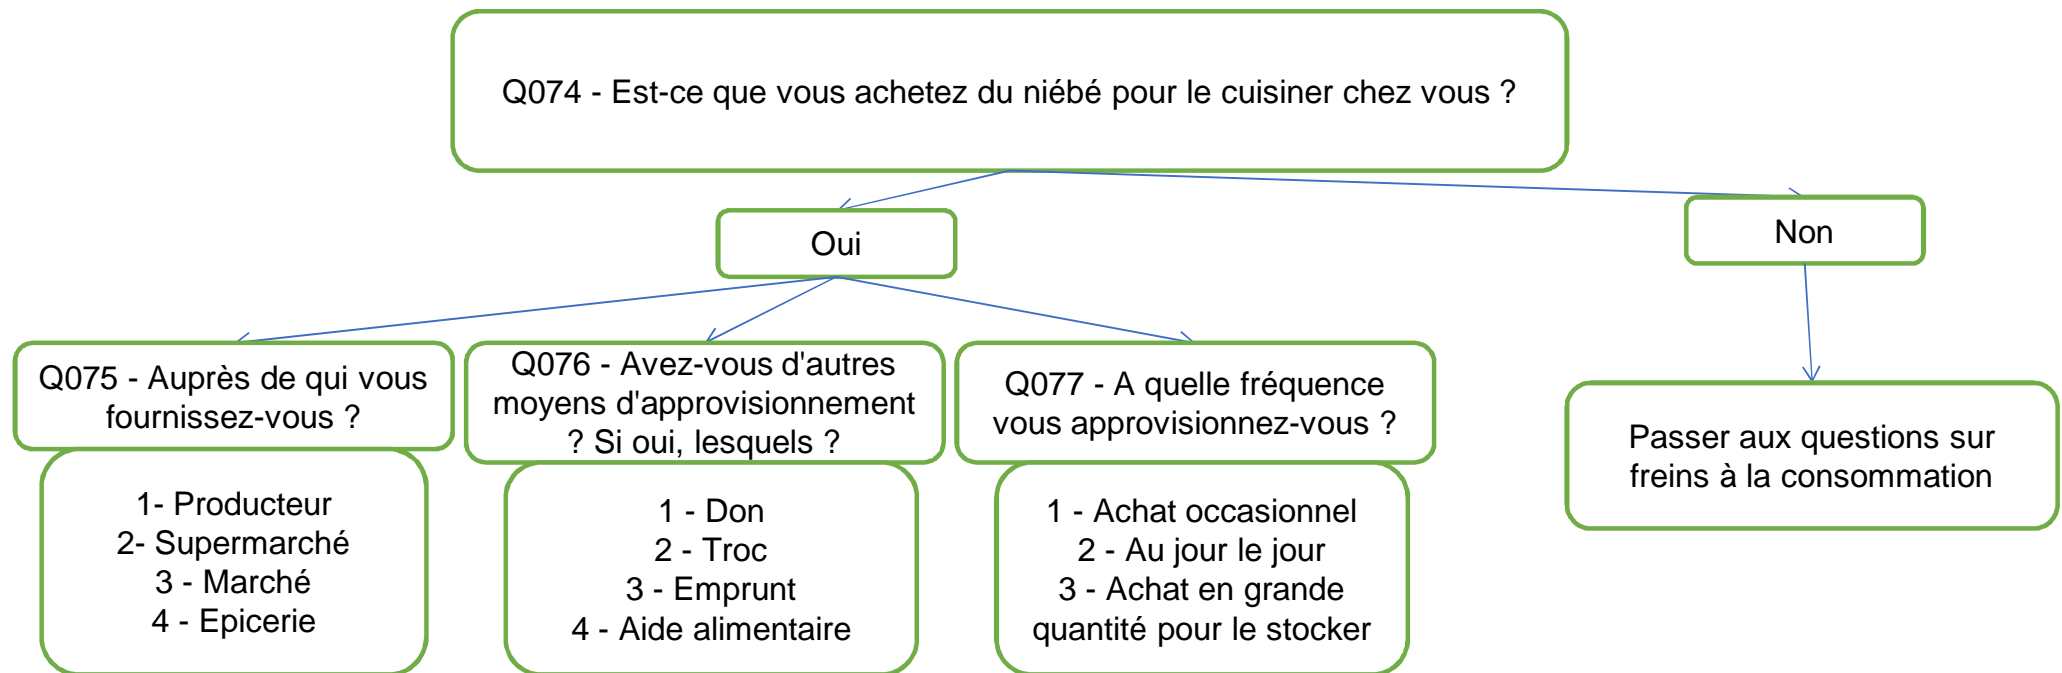 Q074 - Est-ce que vous achetez du niébé pour le cuisiner chez vous ?
Oui
Non
Q075 - Auprès de qui vous
fournissez-vous ?
Q076 - Avez-vous d'autres
moyens d'approvisionnement
? Si oui, lesquels ?
Q077 - A quelle fréquence
vous approvisionnez-vous ?
Passer aux questions sur
freins à la consommation
1- Producteur
2- Supermarché
3 - Marché
4 - Epicerie
1 - Don
2 - Troc
3 - Emprunt
4 - Aide alimentaire
1 - Achat occasionnel
2 - Au jour le jour
3 - Achat en grande
quantité pour le stocker